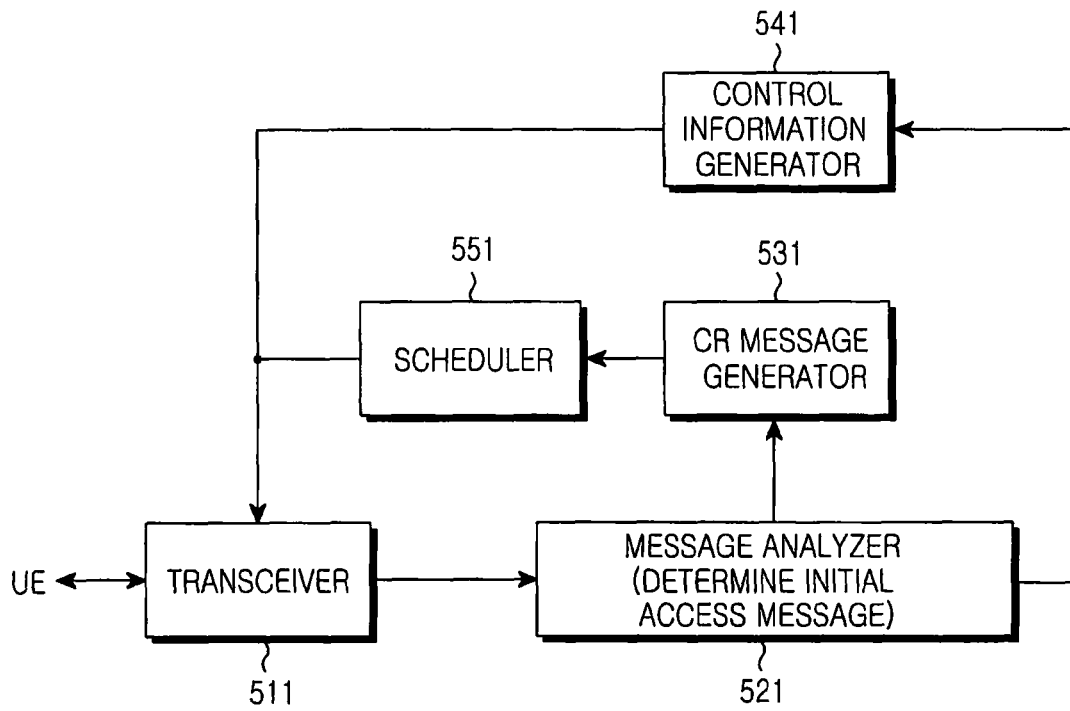 541
CONTROL
INFORMATION
GENERATOR
551
531
SCHEDULER
CR MESSAGE
GENERATOR
UE
TRANSCEIVER
MESSAGE ANALYZER
(DETERMINE INITIAL
ACCESS MESSAGE)
511
521